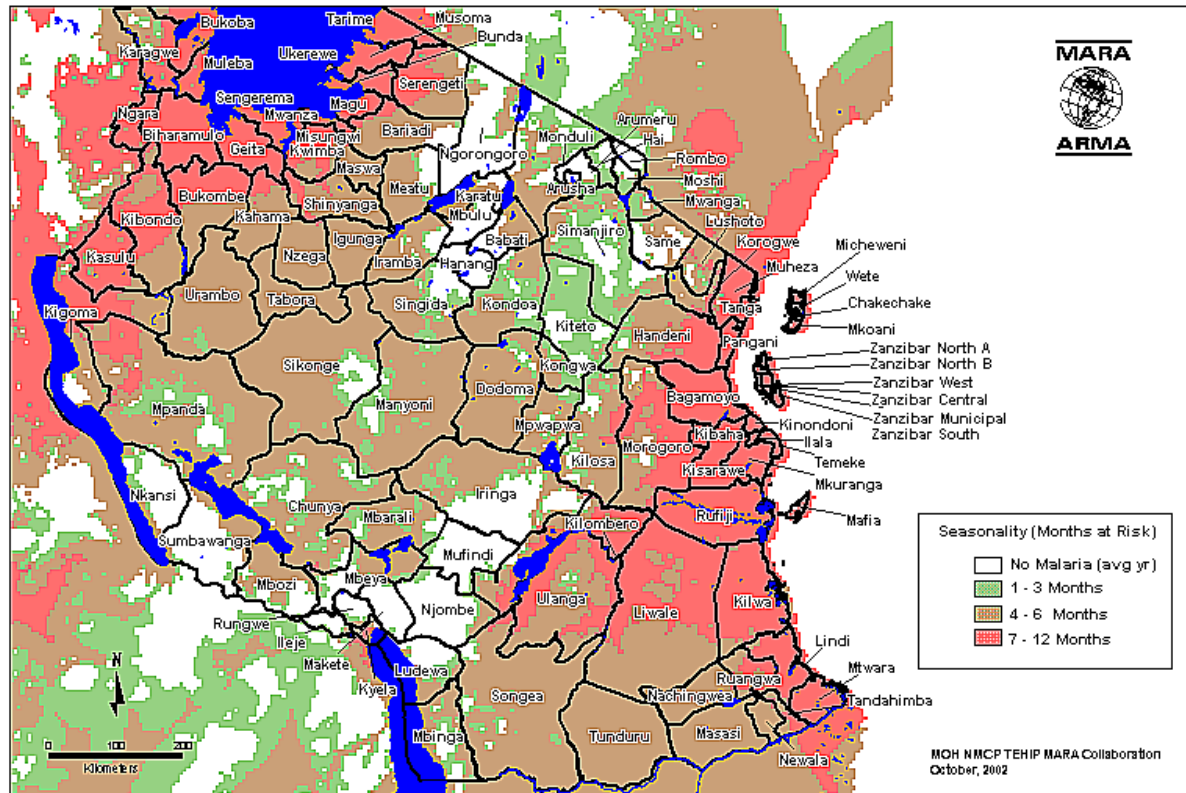 Bukoba
Tarime
Musoma
Karagwe
Bunda
Ukerewe
Muleba
Serengeti
Sengerema
Magu
Ngara
Mwanza
Misungwi
Bariadi
Biharamulo
Geita
Kwimba
Maswa
Ngorongoro
Monduli
Arumeru
Hai
Rombo
Bukombe
Meatu
Karatu
Arusha
Moshi
Shinyanga
Mbulu
Mwanga
Kibondo
Kahama
Lushoto
Igunga
Babati
Simanjiro
Same
Korogwe
Kasulu
Nzega
Iramba
Hanang
Muheza
Micheweni
Wete
Chakechake
Mkoani
Kigoma
Urambo
Tabora
Singida
Kondoa
Tanga
Kiteto
Handeni
Pangani
Zanzibar North A
Zanzibar North B
Zanzibar West
Zanzibar Central
Zanzibar Municipal
Zanzibar South
Sikonge
Kongwa
Dodoma
Mpanda
Manyoni
Bagamoyo
Mpwapwa
Kinondoni
Kibaha
Ilala
Morogoro
Kilosa
Temeke
Kisarawe
Mkuranga
Nkansi
Iringa
Chunya
Mbarali
Rufiji
Mafia
Kilombero
Sumbawanga
Mufindi
Mbozi
Mbeya
Ulanga
Liwale
Kilwa
Njombe
Rungwe
Ileje
Makete
Kyela
Ludewa
Lindi
Mtwara
Ruangwa
Tandahimba
Songea
Nachingwea
Mbinga
Tunduru
Masasi
Newala
MARA
ARMA
Seasonality (Months at Risk)
No Malaria (avg yr)
1 - 3 Months
4 - 6 Months
7 - 12 Months
N
0 100 200
Kilometers
MOH NMCP TEHIP MARA Collaboration
October, 2002